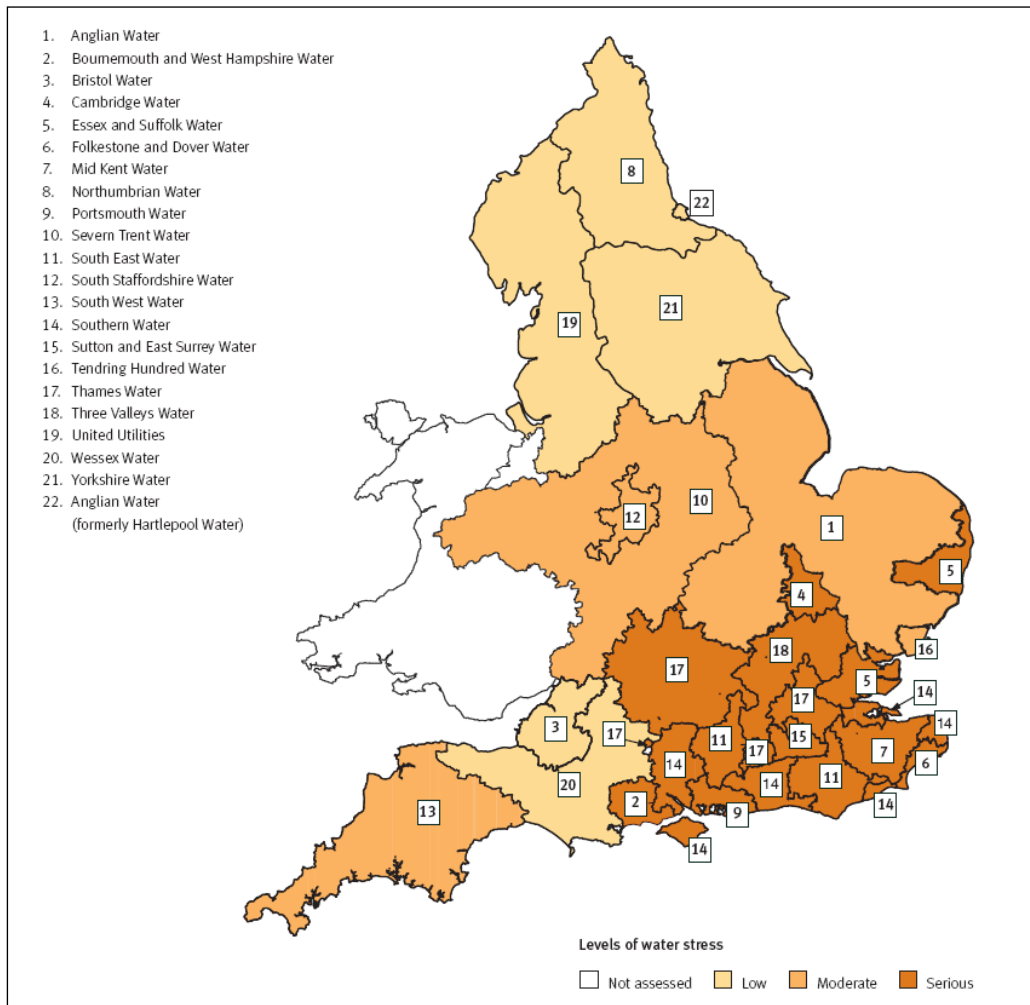 1. Anglian Water
2. Bournemouth and West Hampshire Water
3. Bristol Water
4. Cambridge Water
5. Essex and Suffolk Water
6. Folkestone and Dover Water
7. Mid Kent Water
8. Northumbrian Water
9. Portsmouth Water
10. Severn Trent Water
11. South East Water
12. South Staffordshire Water
13. South West Water
14. Southern Water
15. Sutton and East Surrey Water
16. Tendring Hundred Water
17. Thames Water
18. Three Valleys Water
19. United Utilities
20. Wessex Water
21. Yorkshire Water
22. Anglian Water
(formerly Hartlepool Water)
8
22
21
19
10
12
1
5
4
16
18
17
5
14
17
3
17
11
15
14
14
17
7
6
20
14
11
2
9
14
13
14
Levels of water stress
Not assessed Low Moderate Serious